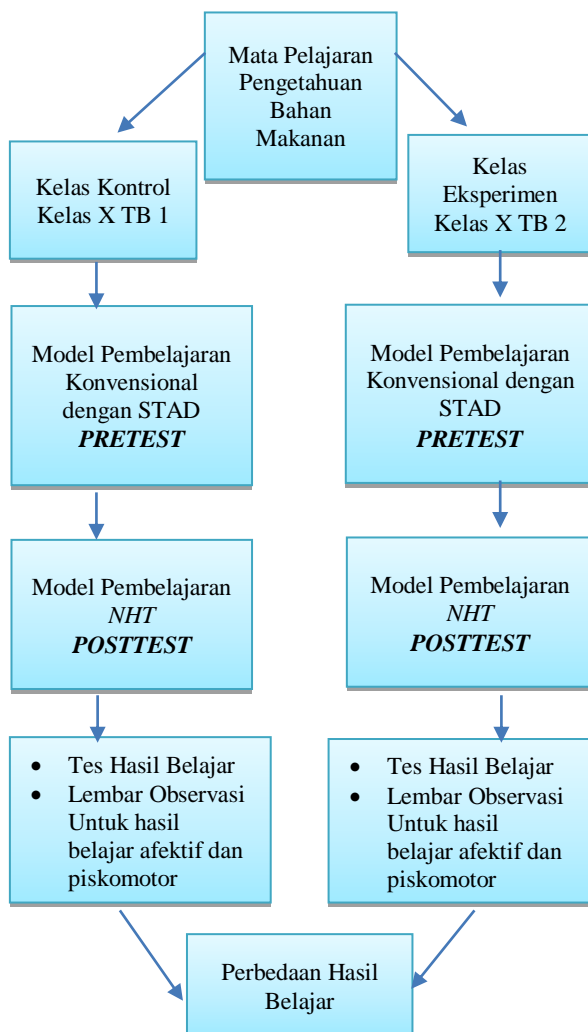 Mata Pelajaran
Pengetahuan
Bahan
Makanan
Kelas Kontrol
Kelas X TB 1
Kelas
Eksperimen
Kelas X TB 2
Model Pembelajaran
Konvensional
dengan STAD
PRETEST
Model Pembelajaran
Konvensional dengan
STAD
PRETEST
Model Pembelajaran
NHT
POSTTEST
Model Pembelajaran
NHT
POSTTEST
• Tes Hasil Belajar
• Lembar Observasi
Untuk hasil
belajar afektif dan
piskomotor
• Tes Hasil Belajar
• Lembar Observasi
Untuk hasil
belajar afektif dan
piskomotor
Perbedaan Hasil
Belajar